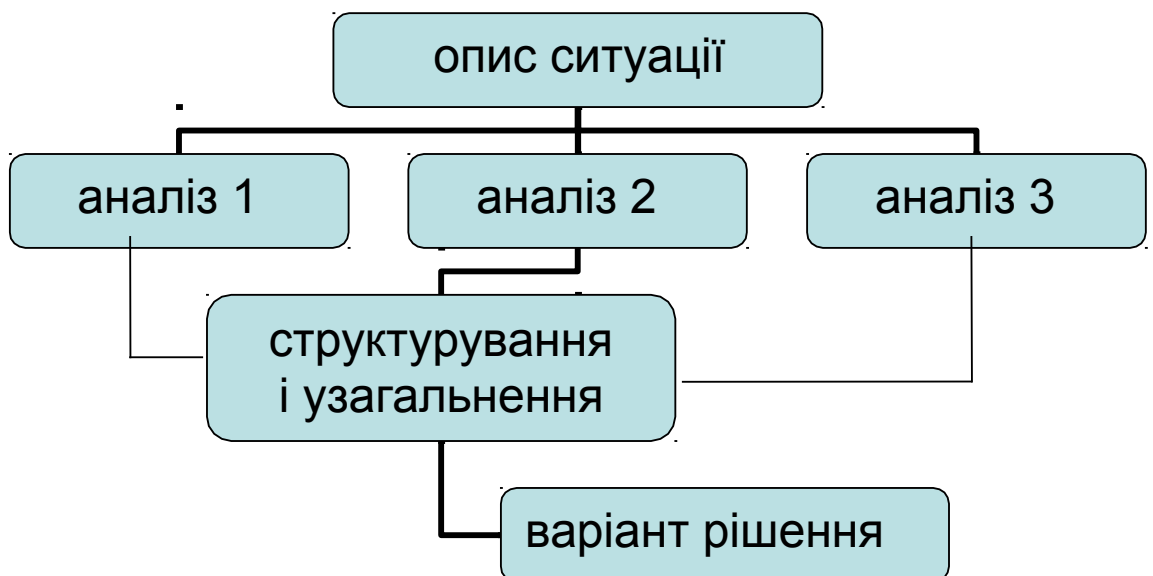 опис ситуації
аналіз 1
аналіз 2
аналіз 3
структурування
і узагальнення
варіант рішення